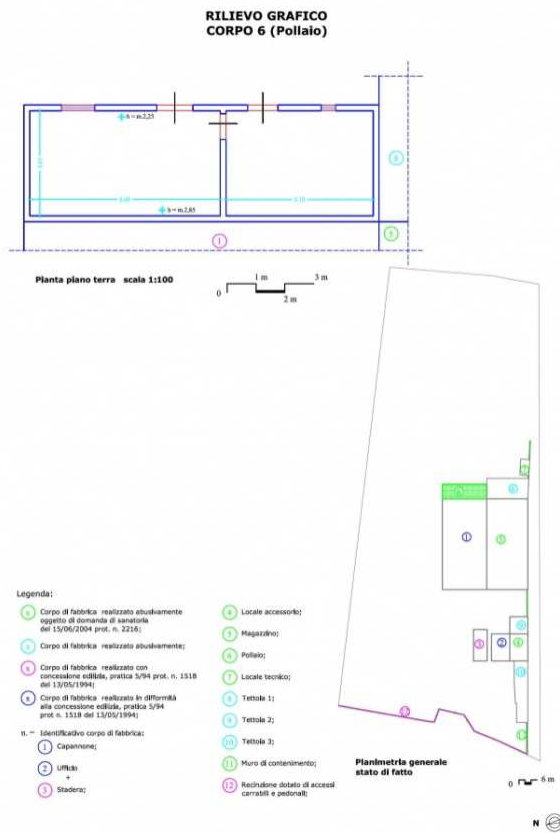 RILIEVO GRAFICO
CORPO 6 (Pollaio)
h = m.2,25
8
h = m.2,85
1
5
Pianta piano terra scala 1:100
0
1 m
2 m
3 m
6
1
5
9
3
2
4
10
11
12
Legenda:
x Corpo di fabbrica realizzato abusivamente
oggetto di domanda di sanatoria
del 15/06/2004 prot. n. 2216;
x Corpo di fabbrica realizzato abusivamente;
x Corpo di fabbrica realizzato con
concessione edilizia, pratica 5/94 prot. n. 1518
del 13/05/1994;
x Corpo di fabbrica realizzato in difformità
alla concessione edilizia, pratica 5/94
prot n. 1518 del 13/05/1994;
n. = Identificativo corpo di fabbrica:
1 Capannone;
2 Ufficio
+
3 Stadera;
4 Locale accessorio;
5 Magazzino;
6 Pollaio;
7 Locale tecnico;
8 Tettoia 1;
9 Tettoia 2;
10 Tettoia 3;
11 Muro di contenimento;
12 Recinzione dotato di accessi
carrabili e pedonali;
Planimetria generale
stato di fatto
0
6 m
N